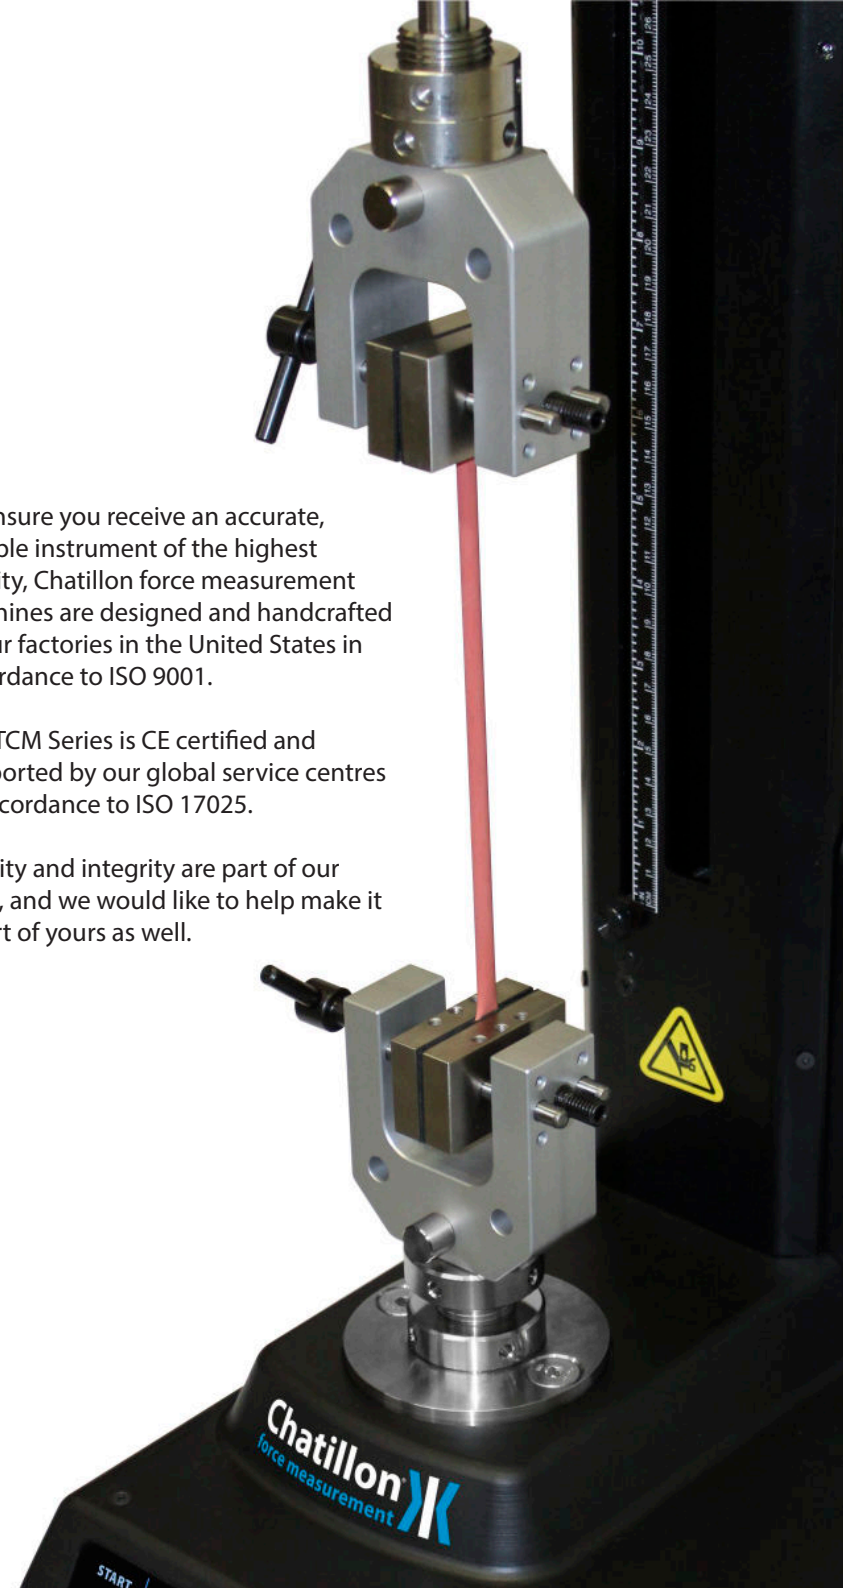 nsure you receive an accurate,
ble instrument of the highest
ity, Chatillon force measurement
hines are designed and handcrafted
ur factories in the United States in
rdance to ISO 9001.
TCM Series is CE certified and
ported by our global service centres
ccordance to ISO 17025.
ity and integrity are part of our
, and we would like to help make it
rt of yours as well.
Chatillon
force measurement
START